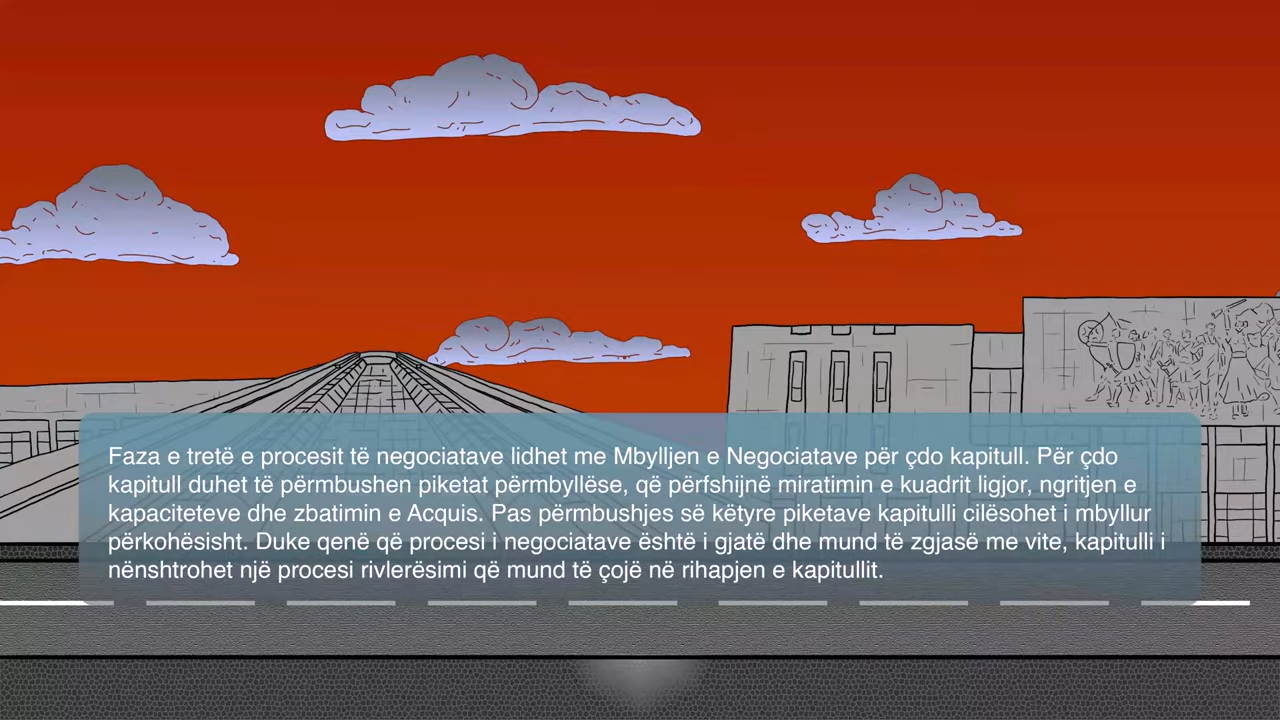 Faza e tretë e procesit të negociatave lidhet me Mbylljen e Negociatave për çdo kapitull. Për çdo
kapitull duhet të përmbushen piketat përmbyllëse, që përfshijnë miratimin e kuadrit ligjor, ngritjen e
kapaciteteve dhe zbatimin e Acquis. Pas përmbushjes së këtyre piketave kapitulli cilësohet i mbyllur
përkohësisht. Duke qenë që procesi i negociatave është i gjatë dhe mund të zgjasë me vite, kapitulli i
nënshtrohet një procesi rivlerësimi që mund të çojë në rihapjen e kapitullit.